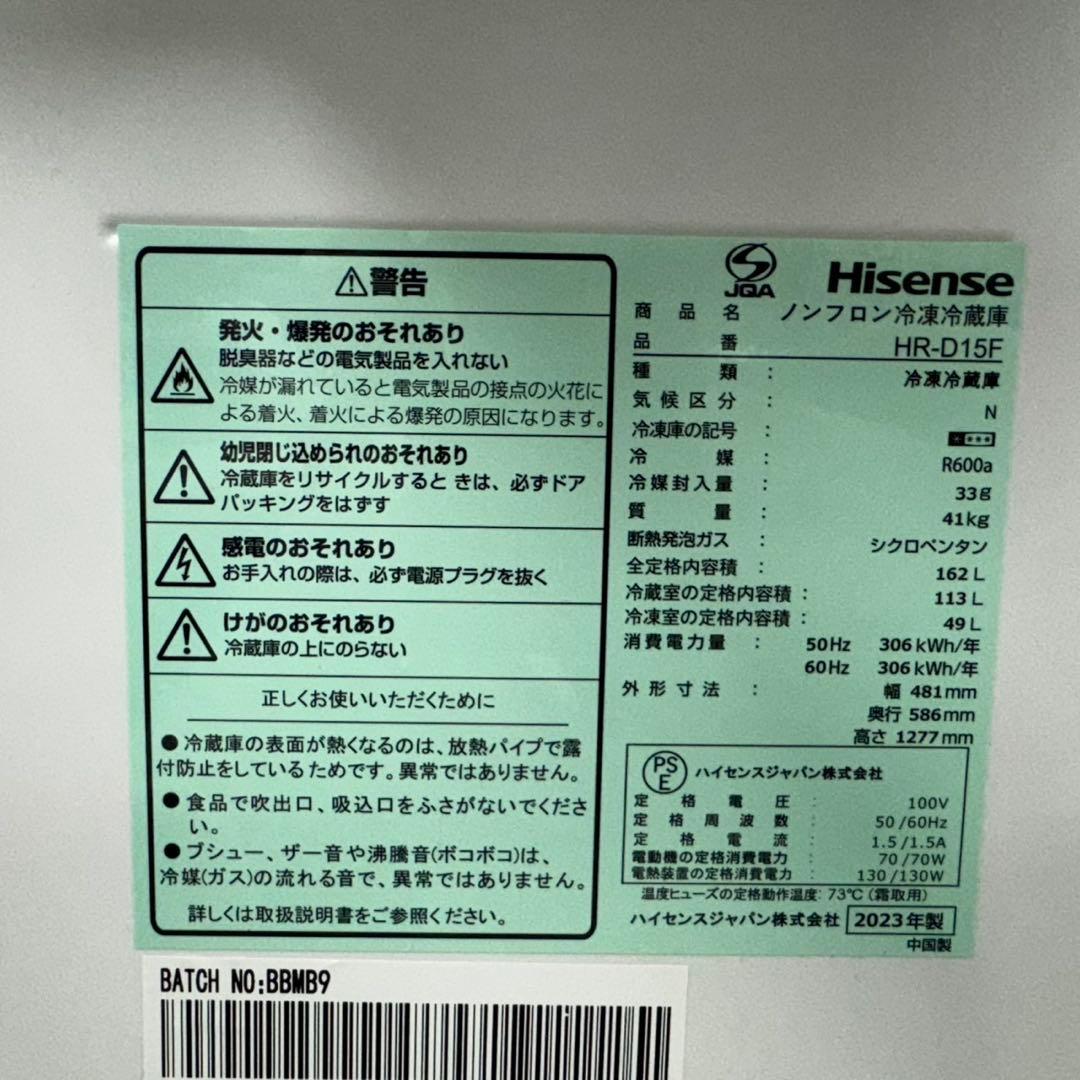 ⚠警告
発火・爆発のおそれあり
脱臭器などの電気製品を入れない
冷媒が漏れていると電気製品の接点の火花に
よる着火、着火による爆発の原因になります。
幼児閉じ込められのおそれあり
冷蔵庫をリサイクルすると きは、必ずドア
パッキングをはずす
感電のおそれあり
お手入れの際は、必ず電源プラグを抜く
けがのおそれあり
冷蔵庫の上にのらない
正しくお使いいただくために
●冷蔵庫の表面が熱くなるのは、放熱パイプで露
付防止をしているためです。異常ではありません。
●食品で吹出口、吸込口をふさがないでくださ
い。
●ブシュー、ザー音や沸騰音(ボコボコ)は、
冷媒(ガス)の流れる音で、異常ではありません。
詳しくは取扱説明書をご参照ください。
JQA Hisense
商品名 ノンフロン冷凍冷蔵庫
品番 HR-D15F
種類: 冷凍冷蔵庫
気候区分: N
冷凍庫の記号: ****
冷媒: R600a
冷媒封入量: 33g
質量: 41kg
断熱発泡ガス: シクロペンタン
全定格内容積: 162L
冷蔵室の定格内容積: 113L
冷凍室の定格内容積: 49L
消費電力量: 50Hz 306kWh/年
60Hz 306kWh/年
外形寸法: 幅 481mm
奥行 586mm
高さ 1277mm
PSE ハイセンスジャパン株式会社
定格電圧: 100V
定格周波数: 50/60Hz
定格電流: 1.5/1.5A
電動機の定格消費電力: 70/70W
電熱装置の定格消費電力: 130/130W
温度ヒューズの定格動作温度: 73℃(霜取用)
ハイセンスジャパン株式会社 2023年製
中国製
BATCH NO:BBMB9